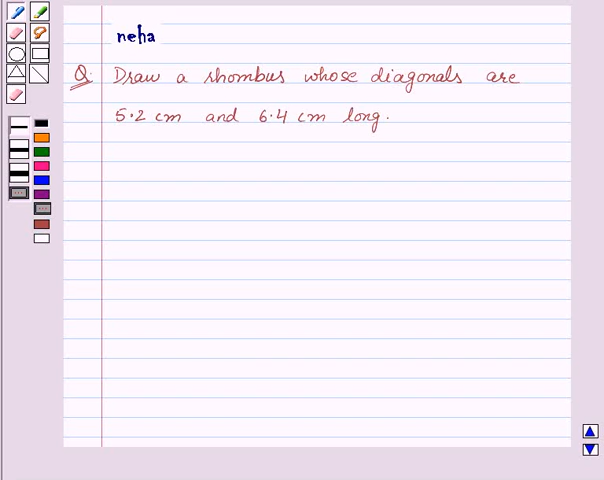 neha
Q. Draw a rhombus whose diagonals are
5.2 cm and 6.4 cm long.